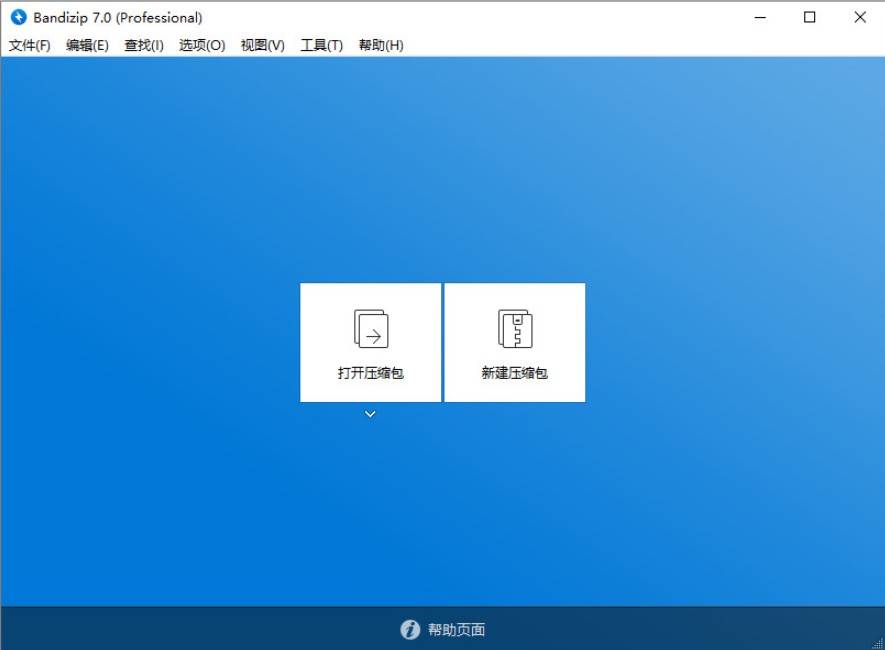 Bandizip 7.0 (Professional)
文件(F) 编辑(E) 查找(I) 选项(O) 视图(V) 工具(T) 帮助(H)
打开压缩包 新建压缩包
帮助页面